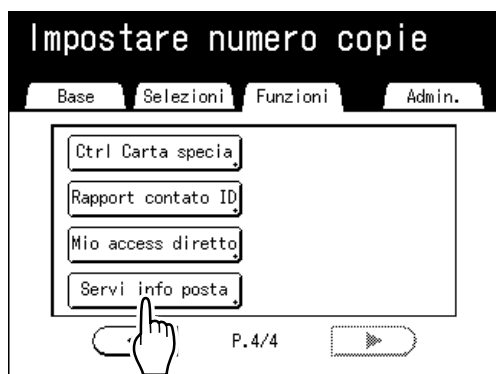 Impostare numero copie
Base Selezioni Funzioni Admin.
Ctrl Carta specia
Rapport contato ID
Mio access diretto
Servi info posta
P.4/4